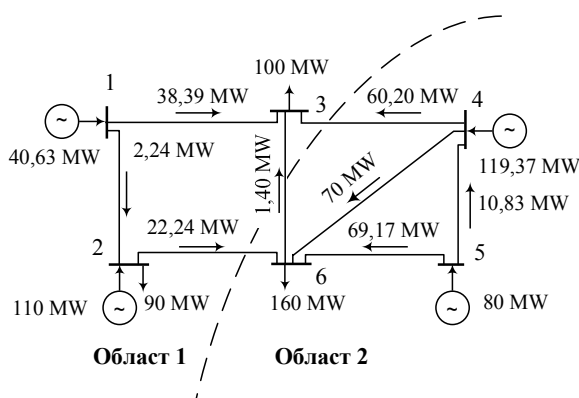 100 MW
1
38,39 MW
3
60,20 MW
4
~
~
40,63 MW
2,24 MW
1,40 MW
70 MW
119,37 MW
10,83 MW
2
22,24 MW
69,17 MW
5
6
110 MW
~
90 MW
160 MW
~
80 MW
Област 1
Област 2